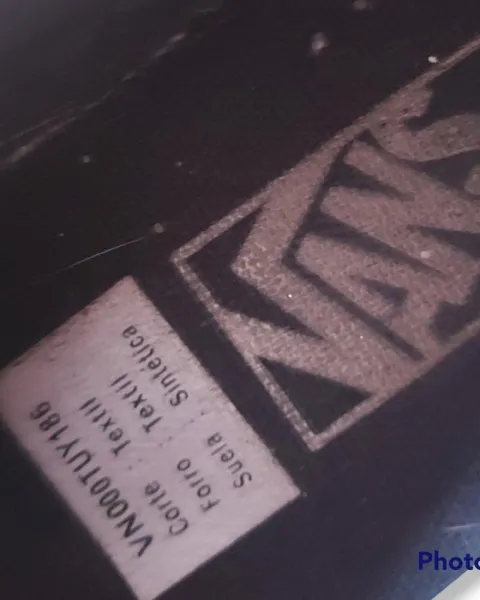 VANS
VN000TUY186
Corte : Textil
Forro : Textil
Suela : Sintetica
Photo